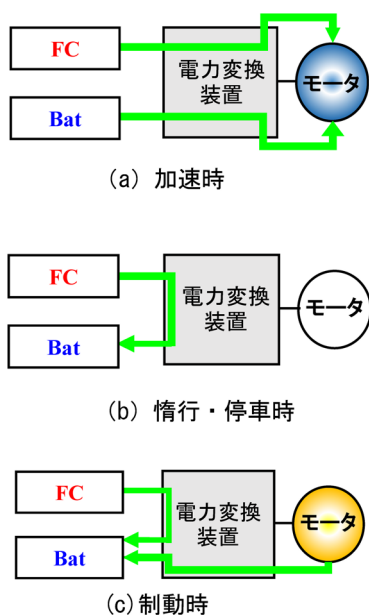 FC
電力変換
装置
モータ
Bat
(a) 加速時
FC
電力変換
装置
モータ
Bat
(b) 惰行・停車時
FC
電力変換
装置
モータ
Bat
(c)制動時